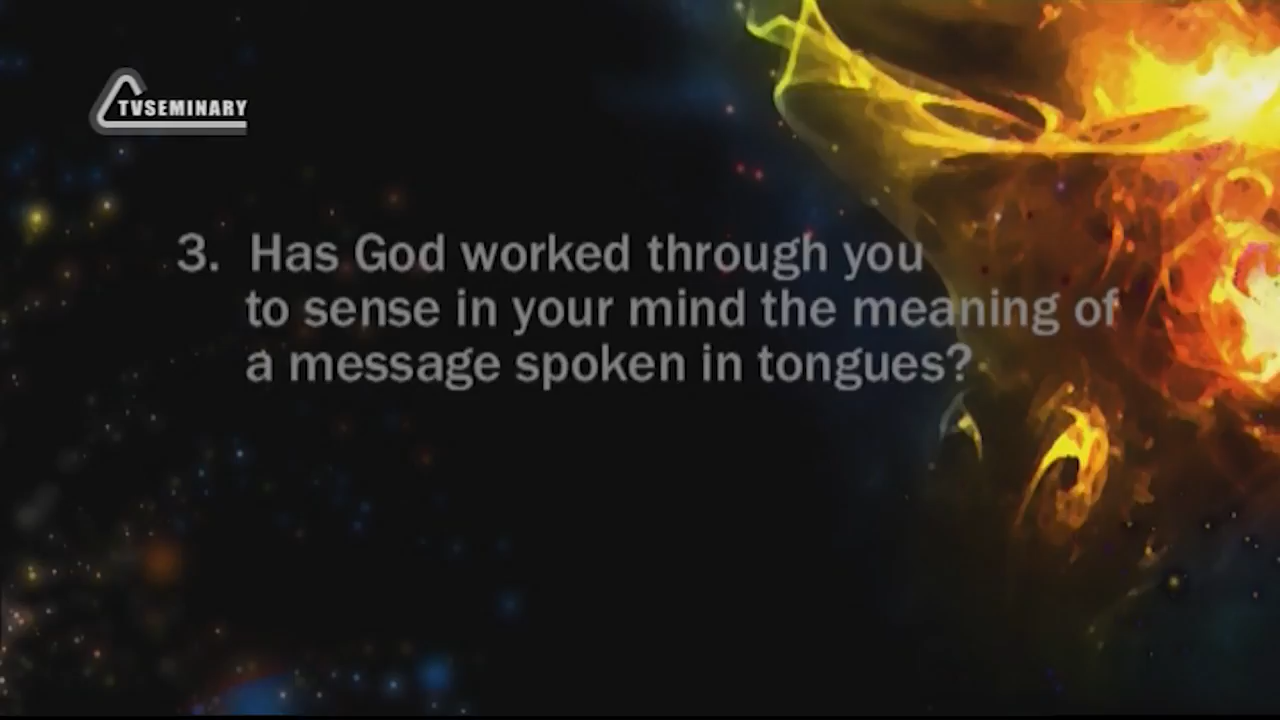 TVSEMINARY
3. Has God worked through you
to sense in your mind the meaning of
a message spoken in tongues?